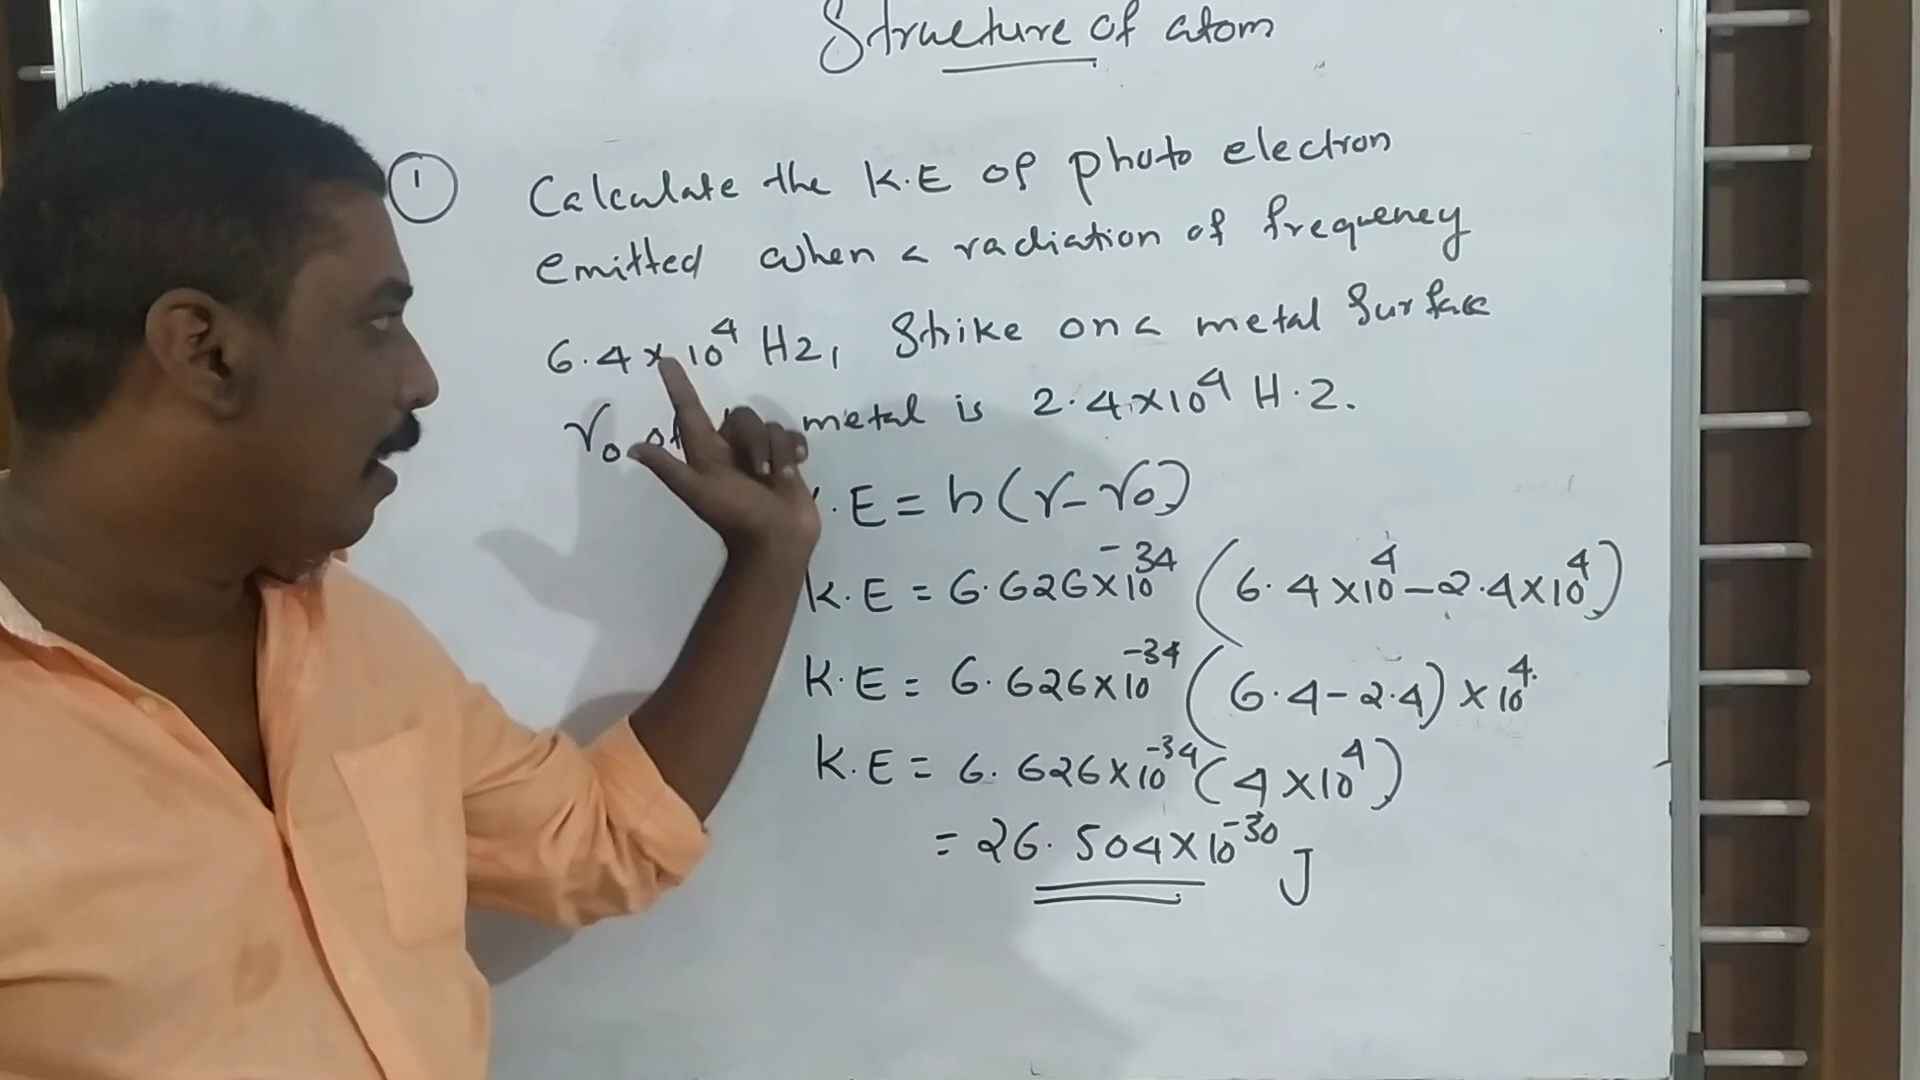 Structure of atom
① Calculate the K.E of photo electron
emitted when a radiation of frequency
6.4×10⁴ Hz, Strike on a metal surface
γ₀ of metal is 2.4×10⁴ H.z.
.E = h(γ-γ₀)
K.E = 6.626×10⁻³⁴ (6.4×10⁴-2.4×10⁴)
K.E = 6.626×10⁻³⁴ (6.4-2.4)×10⁴.
K.E = 6.626×10⁻³⁴ (4×10⁴)
= 26.504×10⁻³⁰ J